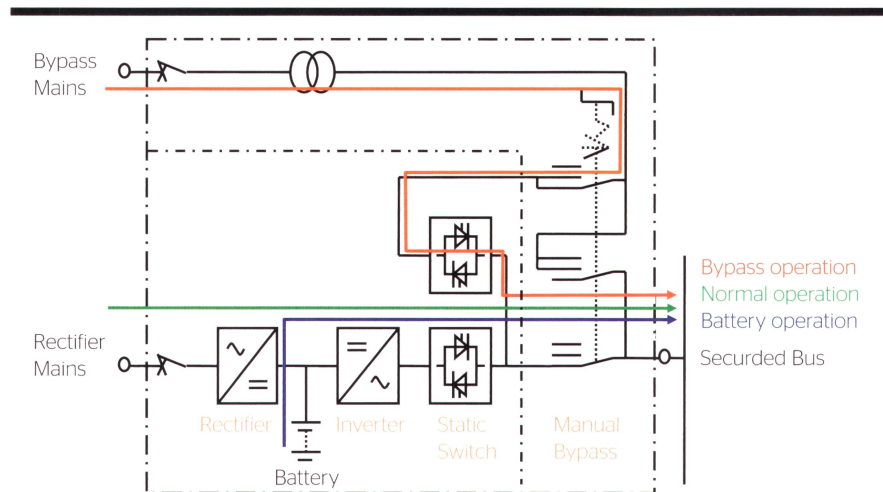 Bypass
Mains
Bypass operation
Normal operation
Battery operation
Rectifier
Mains
Securded Bus
Rectifier
Inverter
Static
Switch
Manual
Bypass
Battery